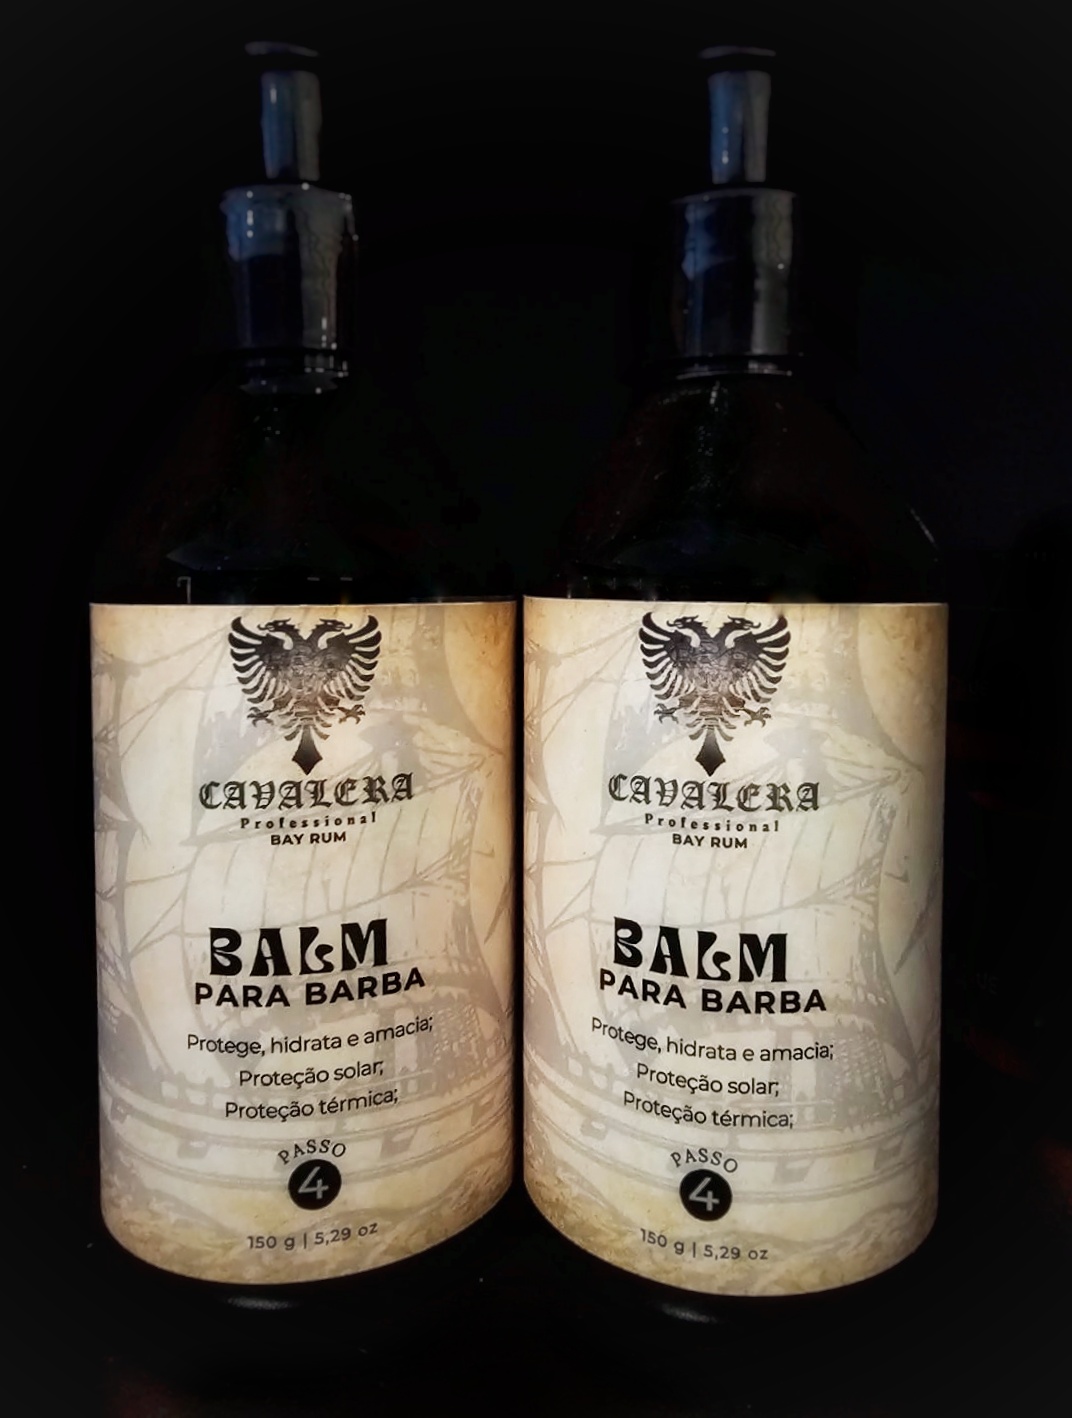 CAVALERA
Professional
BAY RUM
BALM
PARA BARBA
Protege, hidrata e amacia;
Proteção solar;
Proteção térmica;
PASSO
4
150 g | 5,29 oz
CAVALERA
Professional
BAY RUM
BALM
PARA BARBA
Protege, hidrata e amacia;
Proteção solar;
Proteção térmica;
PASSO
4
150 g | 5,29 oz